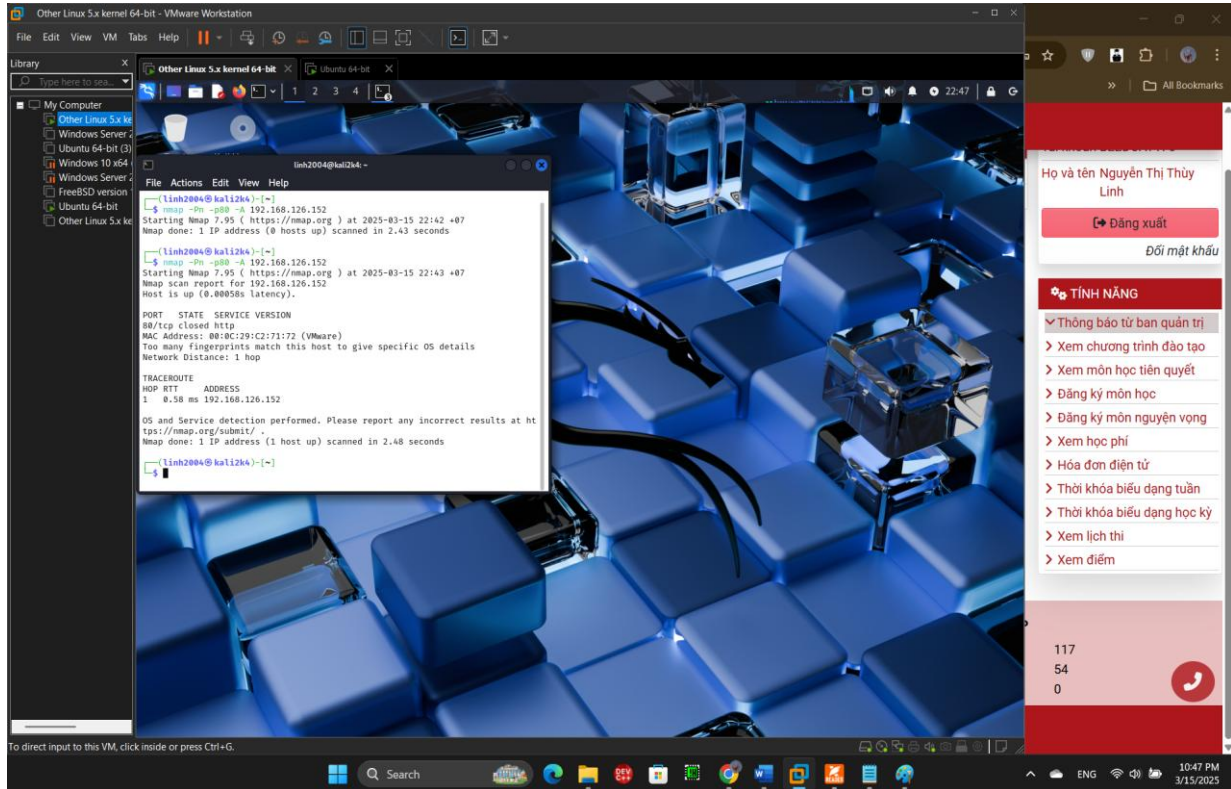 Other Linux 5.x kernel 64-bit - VMware Workstation
File Edit View VM Tabs Help
Library
Type here to sea...
My Computer
Other Linux 5.x ke
Windows Server 2
Ubuntu 64-bit (3)
Windows 10 x64
Windows Server 2
FreeBSD version
Ubuntu 64-bit
Other Linux 5.x ke
Other Linux 5.x kernel 64-bit
Ubuntu 64-bit
1 2 3 4
22:47
linh2004@kali2k4: ~
File Actions Edit View Help
(linh2004㉿kali2k4)-[~]
$ nmap -Pn -p80 -A 192.168.126.152
Starting Nmap 7.95 ( https://nmap.org ) at 2025-03-15 22:42 +07
Nmap done: 1 IP address (0 hosts up) scanned in 2.43 seconds
(linh2004㉿kali2k4)-[~]
$ nmap -Pn -p80 -A 192.168.126.152
Starting Nmap 7.95 ( https://nmap.org ) at 2025-03-15 22:43 +07
Nmap scan report for 192.168.126.152
Host is up (0.00058s latency).
PORT STATE SERVICE VERSION
80/tcp closed http
MAC Address: 00:0C:29:C2:71:72 (VMware)
Too many fingerprints match this host to give specific OS details
Network Distance: 1 hop
TRACEROUTE
HOP RTT ADDRESS
1 0.58 ms 192.168.126.152
OS and Service detection performed. Please report any incorrect results at ht
tps://nmap.org/submit/ .
Nmap done: 1 IP address (1 host up) scanned in 2.48 seconds
(linh2004㉿kali2k4)-[~]
$
All Bookmarks
Họ và tên Nguyễn Thị Thùy
Linh
Đăng xuất
Đổi mật khẩu
TÍNH NĂNG
Thông báo từ ban quản trị
Xem chương trình đào tạo
Xem môn học tiên quyết
Đăng ký môn học
Đăng ký môn nguyện vọng
Xem học phí
Hóa đơn điện tử
Thời khóa biểu dạng tuần
Thời khóa biểu dạng học kỳ
Xem lịch thi
Xem điểm
117
54
0
To direct input to this VM, click inside or press Ctrl+G.
Search
DEV
C++
READER
ENG
10:47 PM
3/15/2025